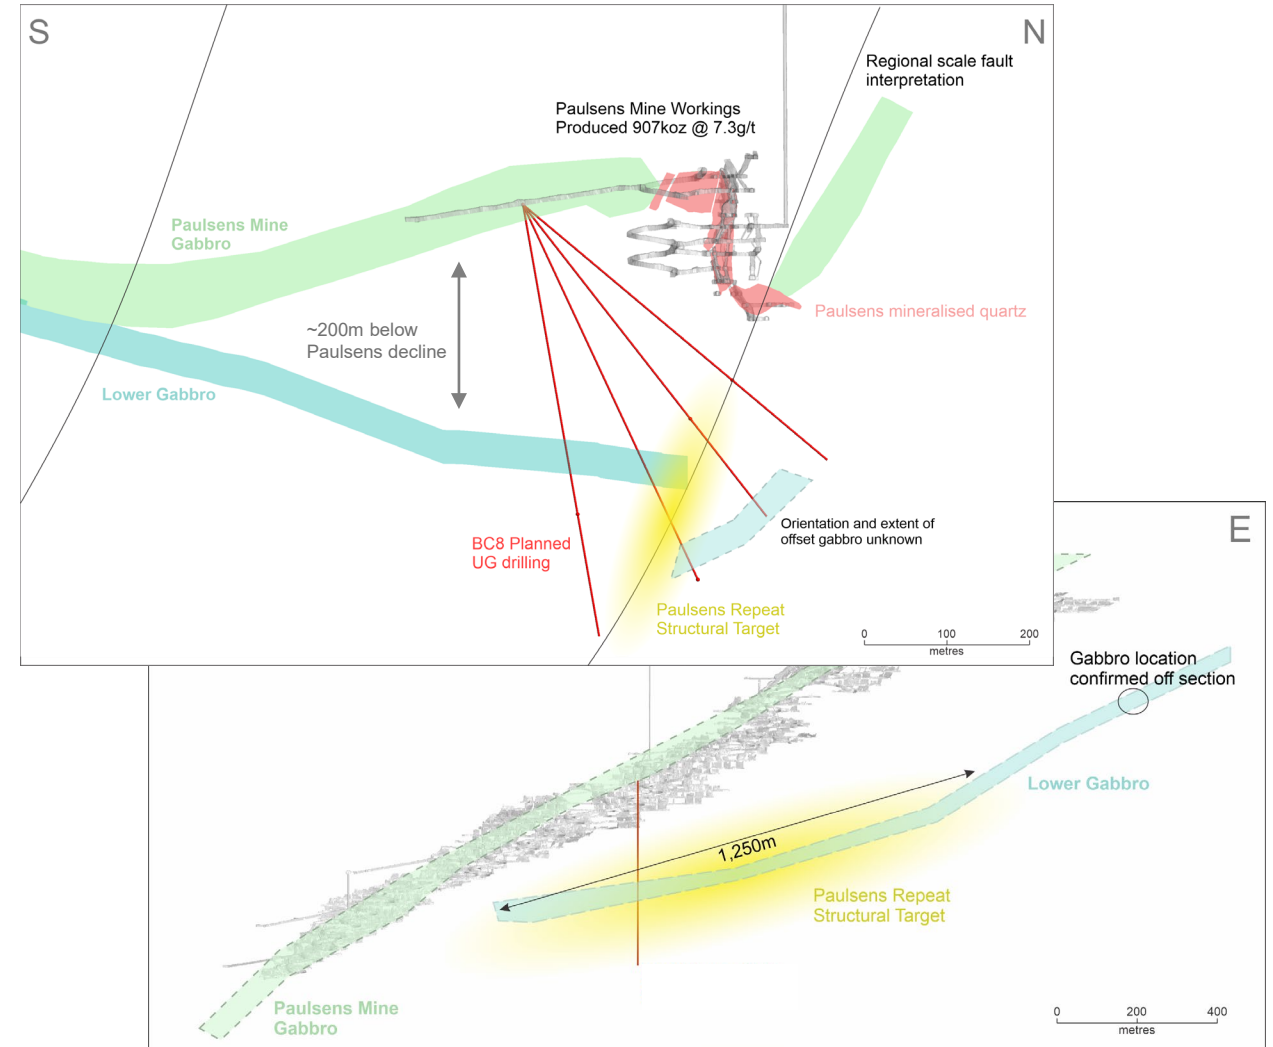 S
N
Regional scale fault
interpretation
Paulsens Mine Workings
Produced 907koz @ 7.3g/t
Paulsens Mine
Gabbro
Paulsens mineralised quartz
~200m below
Paulsens decline
Lower Gabbro
Orientation and extent of
offset gabbro unknown
BC8 Planned
UG drilling
Paulsens Repeat
Structural Target
0 100 200
metres
E
Gabbro location
confirmed off section
Lower Gabbro
1,250m
Paulsens Repeat
Structural Target
Paulsens Mine
Gabbro
0 200 400
metres